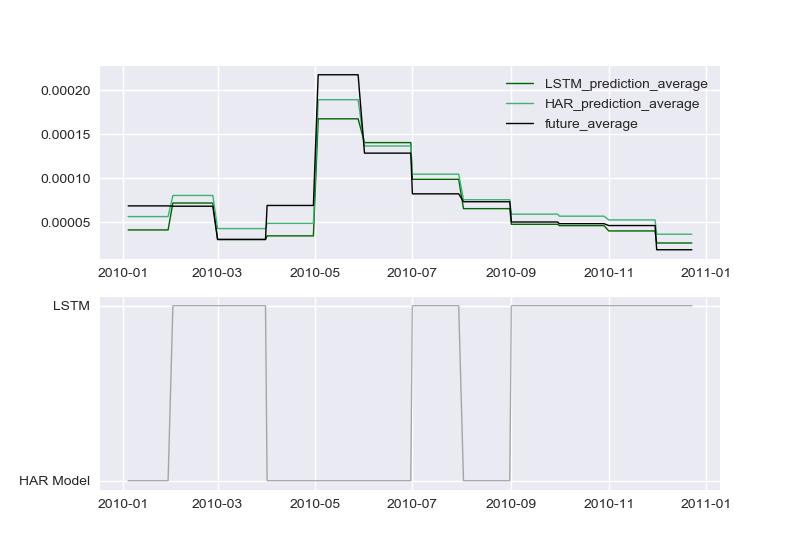 0.00020
0.00015
0.00010
0.00005
LSTM_prediction_average
HAR_prediction_average
future_average
2010-01 2010-03 2010-05 2010-07 2010-09 2010-11 2011-01
LSTM
HAR Model
2010-01 2010-03 2010-05 2010-07 2010-09 2010-11 2011-01